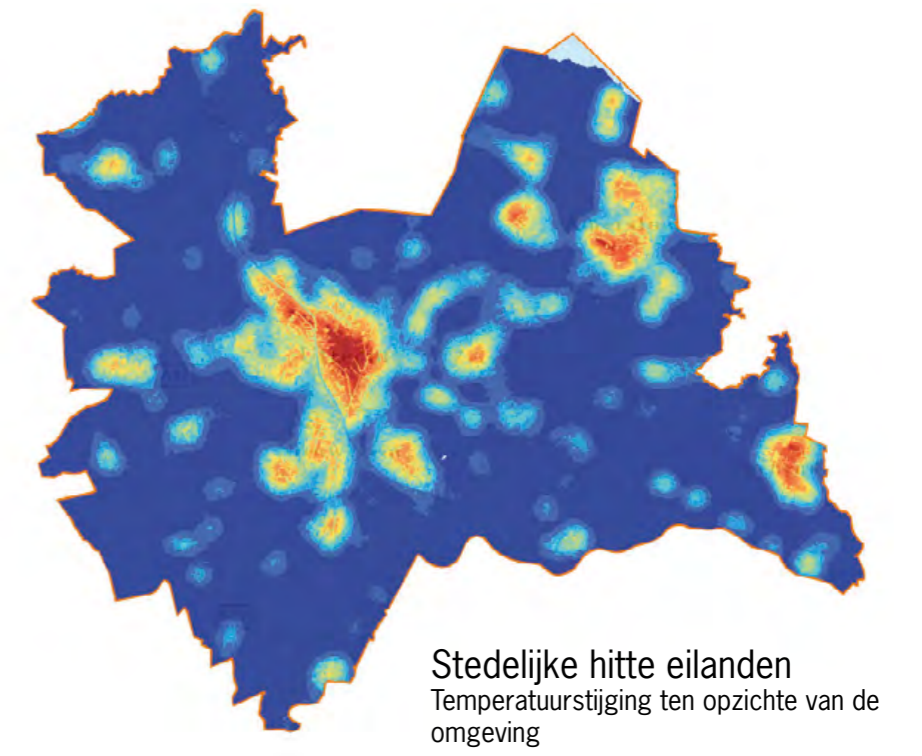 Stedelijke hitte eilanden
Temperatuurstijging ten opzichte van de
omgeving